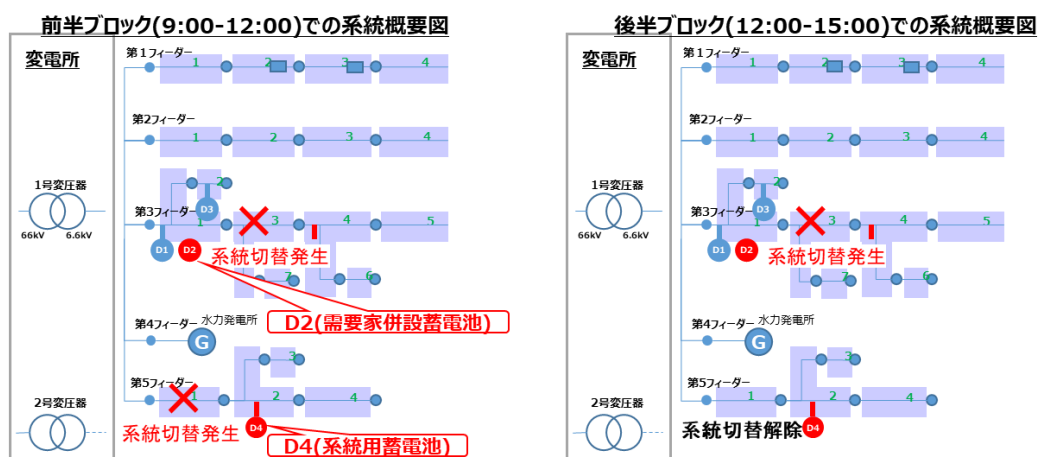 前半ブロック(9:00-12:00)での系統概要図
変電所
第1フィーダー
1 2 3 4
第2フィーダー
1 2 3 4
2
D3
1号変圧器
66kV 6.6kV
第3フィーダー
1 3 4 5
D1 D2
系統切替発生
7 6
D2(需要家併設蓄電池)
第4フィーダー 水力発電所
G
3
第5フィーダー
1 2 4
2号変圧器
系統切替発生
D4
D4(系統用蓄電池)
後半ブロック(12:00-15:00)での系統概要図
変電所
第1フィーダー
1 2 3 4
第2フィーダー
1 2 3 4
2
D3
1号変圧器
66kV 6.6kV
第3フィーダー
1 3 4 5
D1 D2
系統切替発生
7 6
第4フィーダー 水力発電所
G
3
第5フィーダー
1 2 4
2号変圧器
系統切替解除
D4